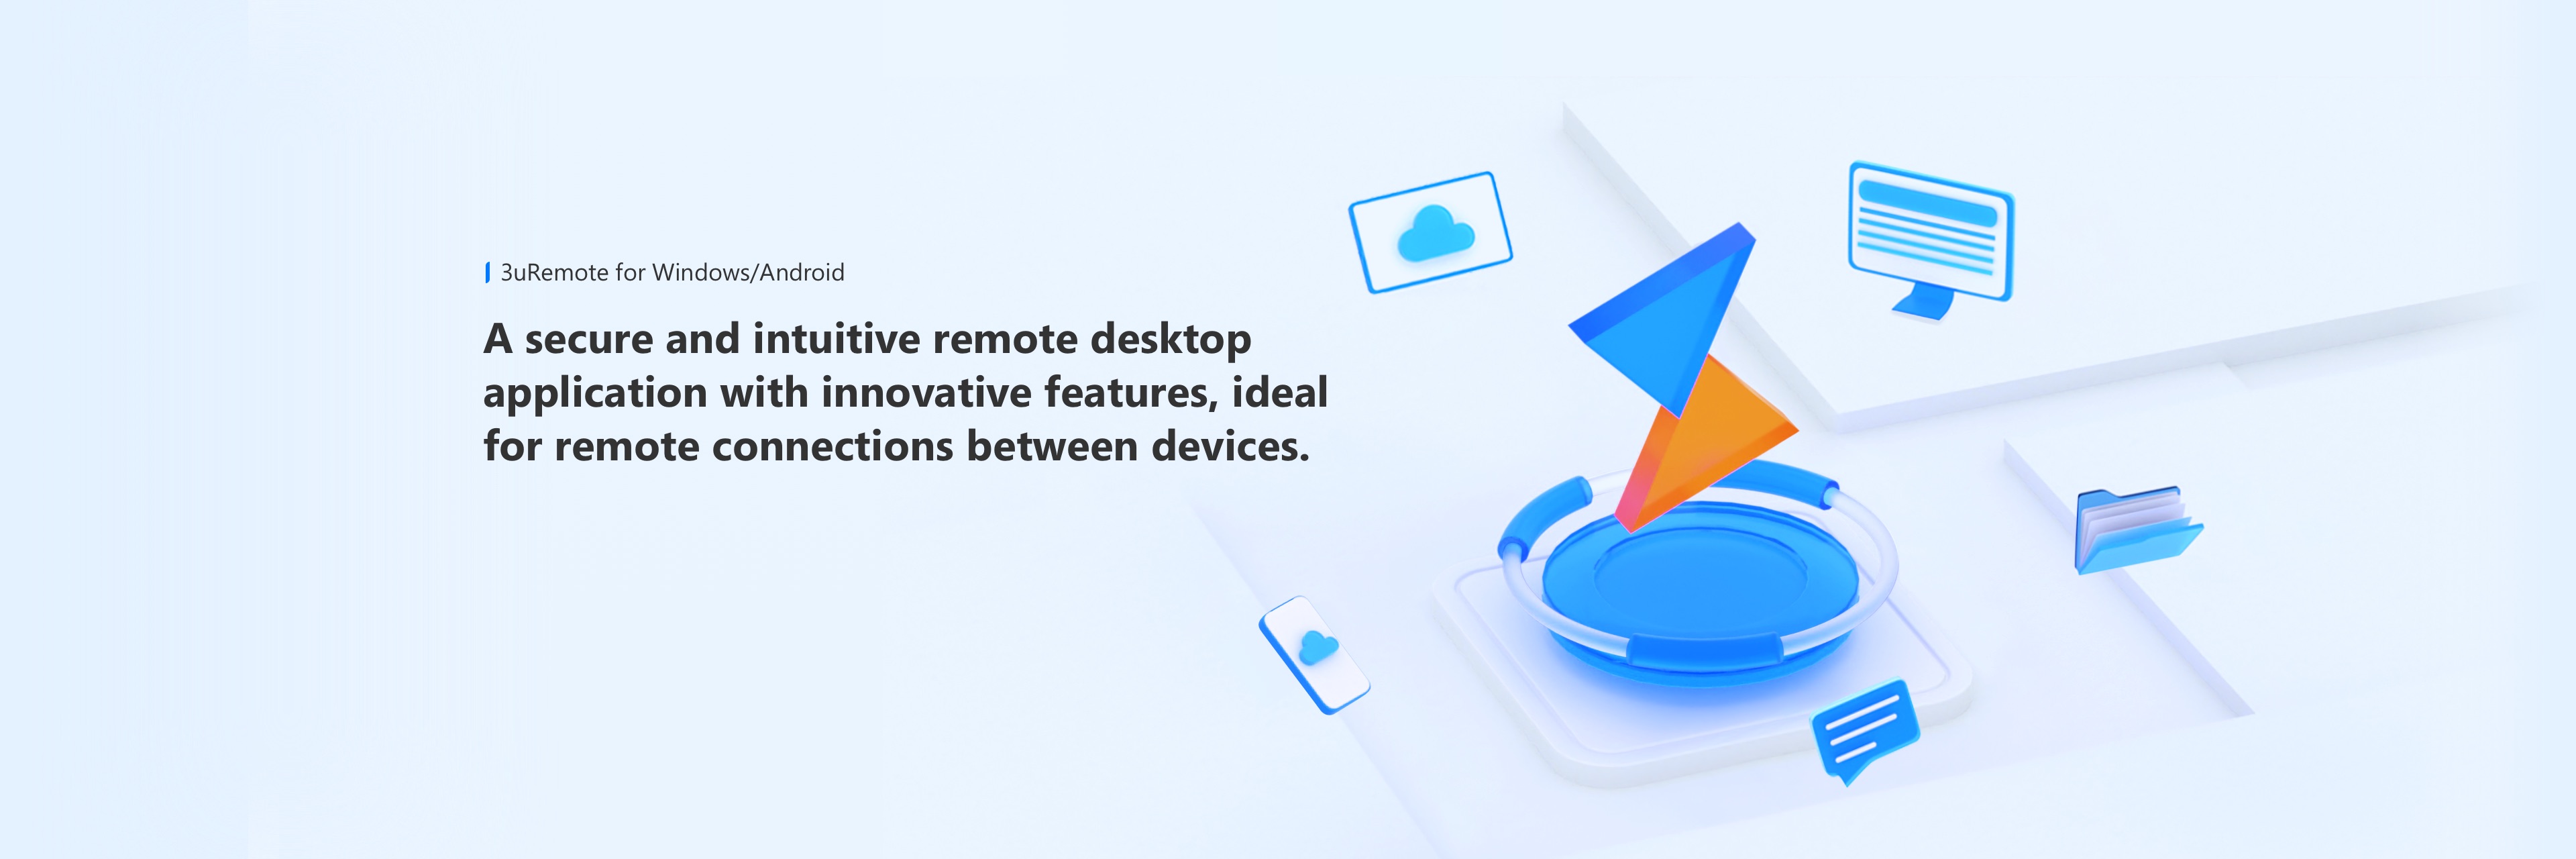 3uRemote for Windows/Android
A secure and intuitive remote desktop
application with innovative features, ideal
for remote connections between devices.